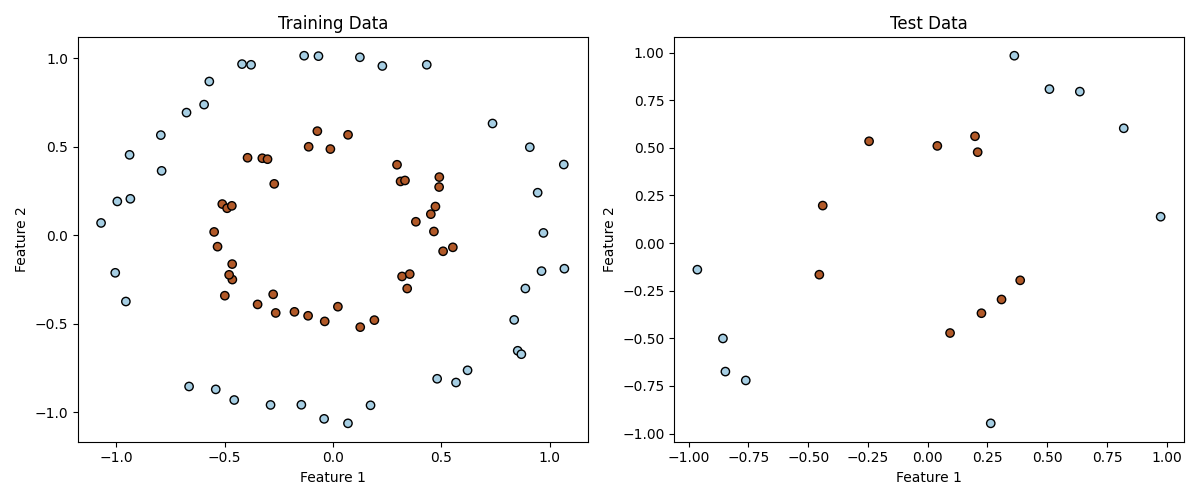 Training Data
1.0
0.5
0.0
−0.5
−1.0
Feature 2
−1.0 −0.5 0.0 0.5 1.0
Feature 1
Test Data
1.00
0.75
0.50
0.25
0.00
−0.25
−0.50
−0.75
−1.00
Feature 2
−1.00 −0.75 −0.50 −0.25 0.00 0.25 0.50 0.75 1.00
Feature 1